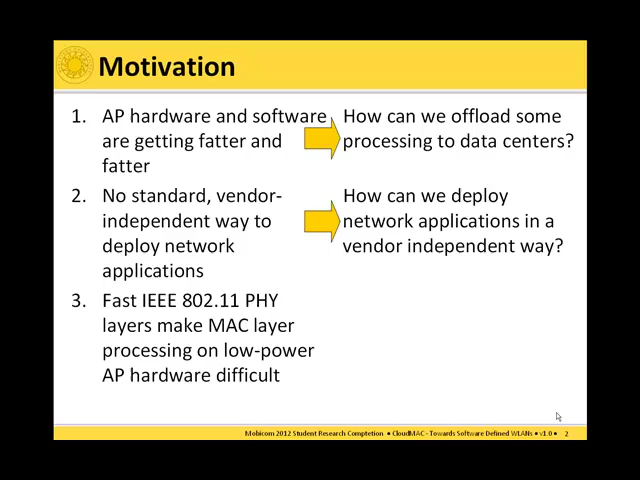 Motivation
1. AP hardware and software
are getting fatter and
fatter
How can we offload some
processing to data centers?
2. No standard, vendor-
independent way to
deploy network
applications
How can we deploy
network applications in a
vendor independent way?
3. Fast IEEE 802.11 PHY
layers make MAC layer
processing on low-power
AP hardware difficult
Mobicom 2012 Student Research Comptetion ● CloudMAC - Towards Software Defined WLANs ● v1.0 ● 2